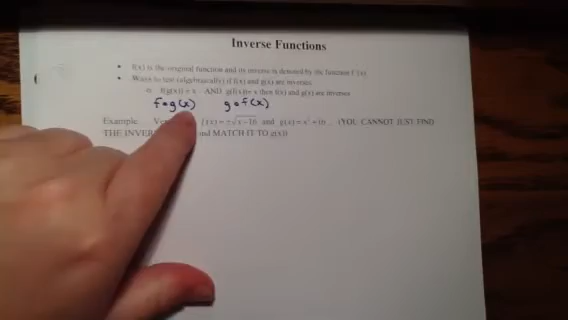 Inverse Functions
• f(x) is the original function and its inverse is denoted by the function f⁻¹(x)
• Ways to test (algebraically) if f(x) and g(x) are inverses
o f(g(x)) = x AND g(f(x)) = x then f(x) and g(x) are inverses
f∘g(x) g∘f(x)
Example: f(x) = ±√x−16 and g(x) = x² + 16 . (YOU CANNOT JUST FIND
THE and MATCH IT TO g(x))